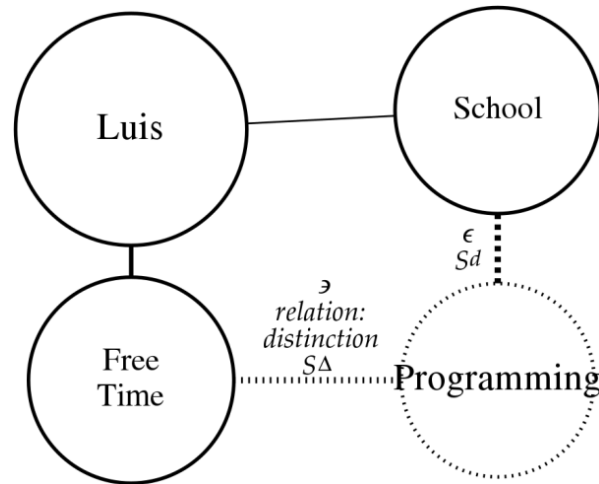 Luis
School
ϵ
Sd
϶
relation:
distinction
SΔ
Free
Time
Programming